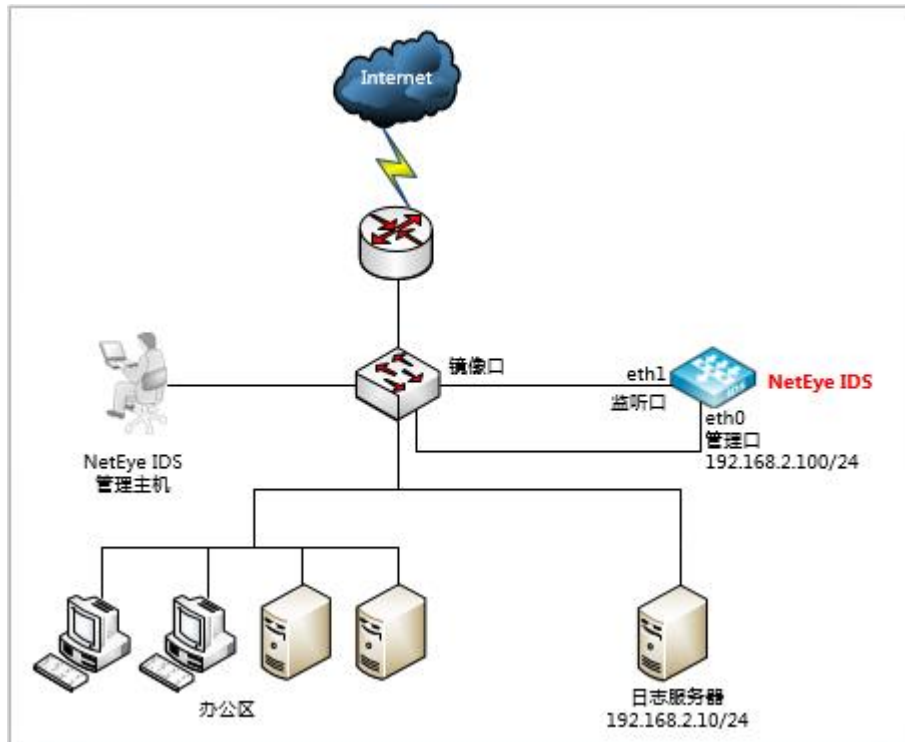 Internet
镜像口
eth1
监听口
NetEye IDS
eth0
管理口
192.168.2.100/24
NetEye IDS
管理主机
办公区
日志服务器
192.168.2.10/24
IDS